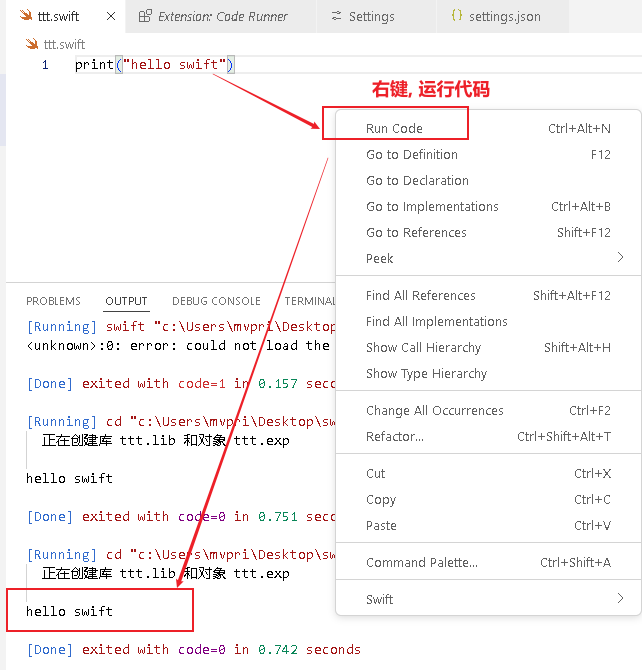 ttt.swift
Extension: Code Runner
Settings
settings.json
ttt.swift
1 print("hello swift")
右键, 运行代码
Run Code Ctrl+Alt+N
Go to Definition F12
Go to Declaration
Go to Implementations Ctrl+Alt+B
Go to References Shift+F12
Peek
Find All References Shift+Alt+F12
Find All Implementations
Show Call Hierarchy Shift+Alt+H
Show Type Hierarchy
Change All Occurrences Ctrl+F2
Refactor... Ctrl+Shift+Alt+T
Cut Ctrl+X
Copy Ctrl+C
Paste Ctrl+V
Command Palette... Ctrl+Shift+A
Swift
PROBLEMS OUTPUT DEBUG CONSOLE TERMINAL
[Running] swift "c:\Users\mvpri\Desktop
<unknown>:0: error: could not load the
[Done] exited with code=1 in 0.157 seco
[Running] cd "c:\Users\mvpri\Desktop\sw
正在创建库 ttt.lib 和对象 ttt.exp
hello swift
[Done] exited with code=0 in 0.751 seco
[Running] cd "c:\Users\mvpri\Desktop\sw
正在创建库 ttt.lib 和对象 ttt.exp
hello swift
[Done] exited with code=0 in 0.742 seconds